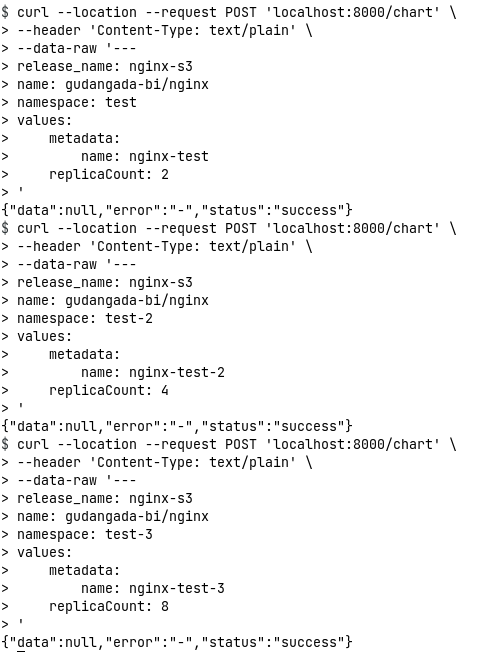 $ curl --location --request POST 'localhost:8000/chart' \
> --header 'Content-Type: text/plain' \
> --data-raw '---
> release_name: nginx-s3
> name: gudangada-bi/nginx
> namespace: test
> values:
>     metadata:
>         name: nginx-test
>     replicaCount: 2
> '
{"data":null,"error":"-","status":"success"}
$ curl --location --request POST 'localhost:8000/chart' \
> --header 'Content-Type: text/plain' \
> --data-raw '---
> release_name: nginx-s3
> name: gudangada-bi/nginx
> namespace: test-2
> values:
>     metadata:
>         name: nginx-test-2
>     replicaCount: 4
> '
{"data":null,"error":"-","status":"success"}
$ curl --location --request POST 'localhost:8000/chart' \
> --header 'Content-Type: text/plain' \
> --data-raw '---
> release_name: nginx-s3
> name: gudangada-bi/nginx
> namespace: test-3
> values:
>     metadata:
>         name: nginx-test-3
>     replicaCount: 8
> '
{"data":null,"error":"-","status":"success"}